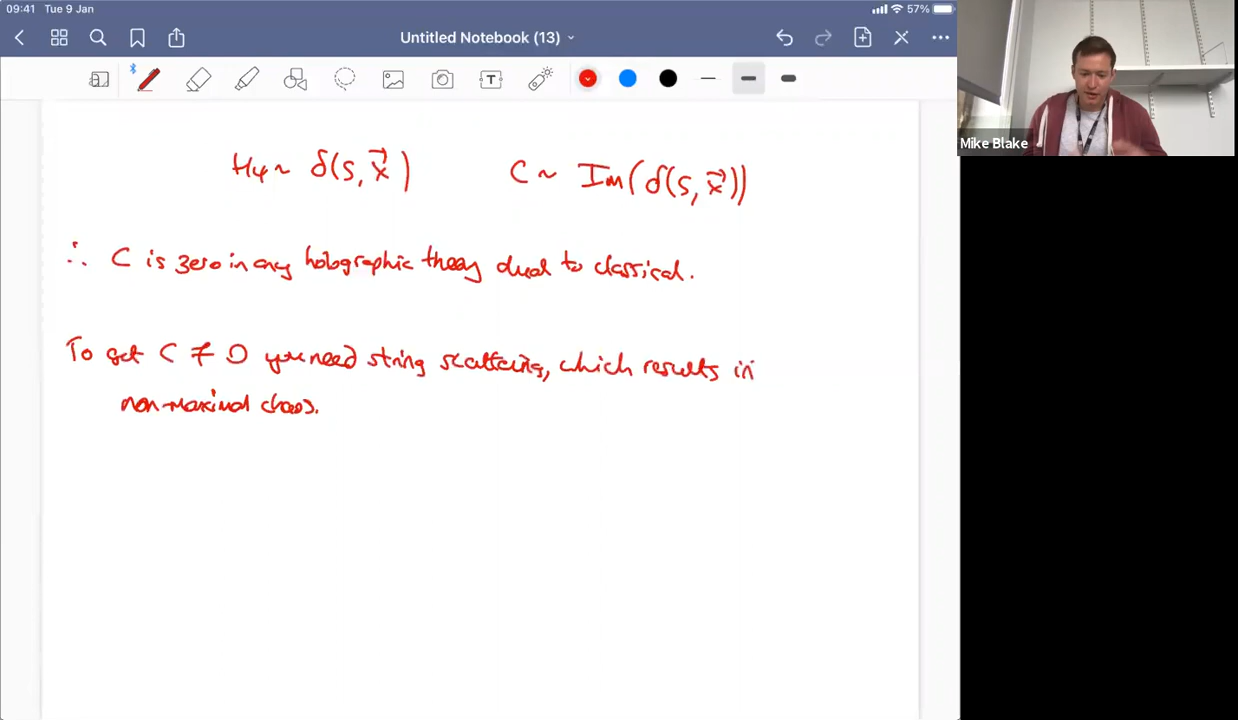 09:41 Tue 9 Jan
57%
Untitled Notebook (13)
Mike Blake
H4~ δ(s, x⃗) C ~ Im(δ(s, x⃗))
∴ C is zero in any holographic theory dual to classical.
To get C ≠ 0 you need string scattering, which results in
non-maximal chaos.